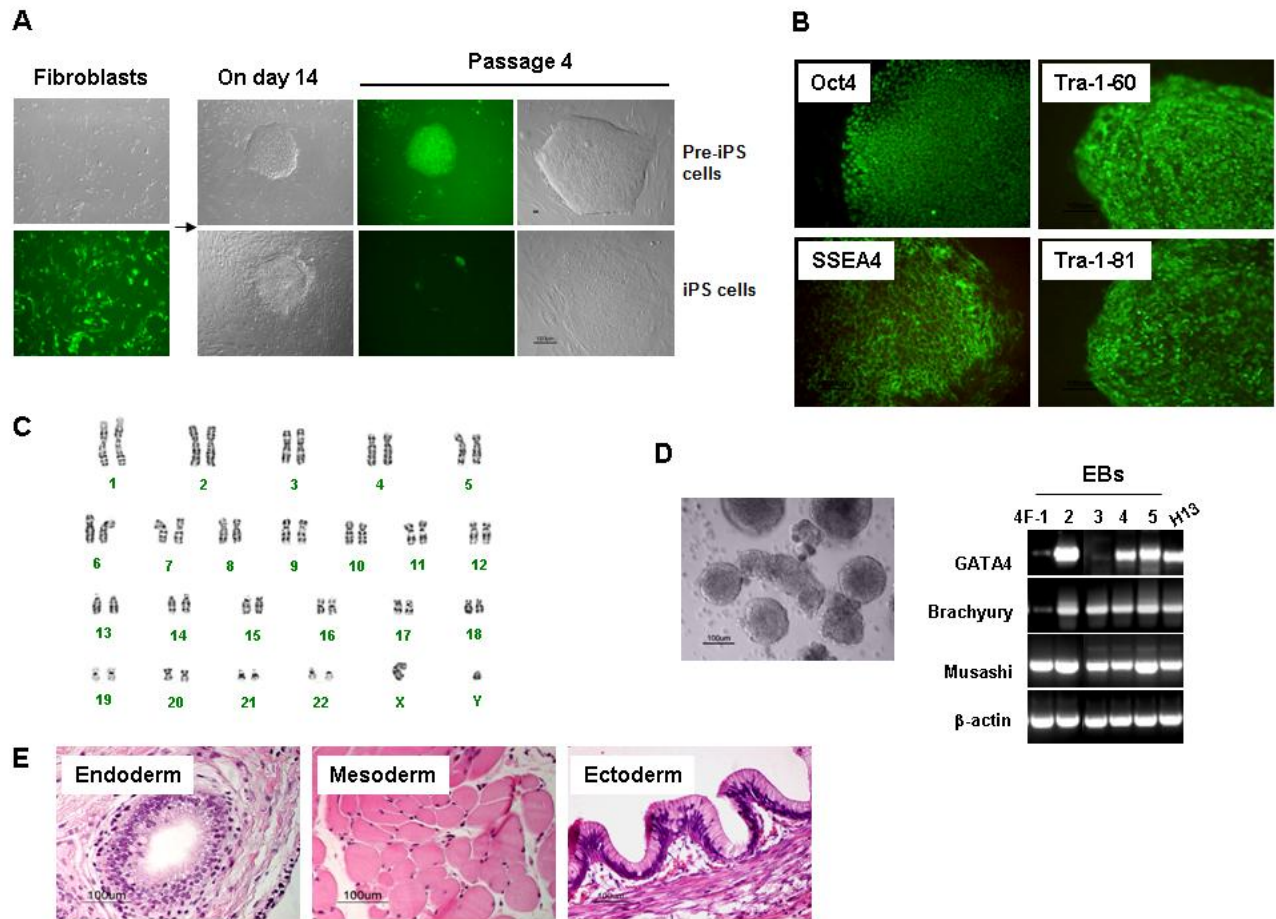 A
Fibroblasts
On day 14
Passage 4
Pre-iPS
cells
iPS cells
100um
B
Oct4
Tra-1-60
SSEA4
Tra-1-81
C
1 2 3 4 5
6 7 8 9 10 11 12
13 14 15 16 17 18
19 20 21 22 X Y
D
100um
EBs
4F-1 2 3 4 5 H13
GATA4
Brachyury
Musashi
β-actin
E
Endoderm
Mesoderm
Ectoderm
100um
100um
100um